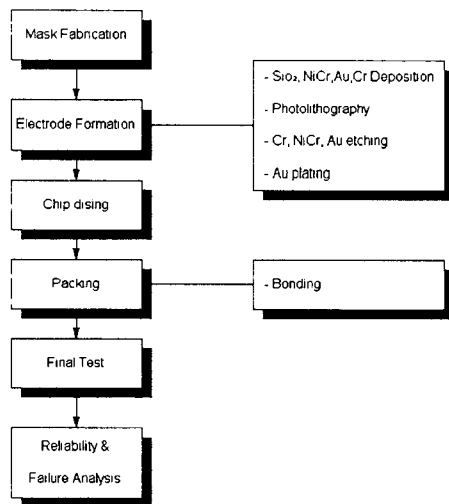 Mask Fabrication
- Sio₂, NiCr,Au,Cr Deposition
- Photolithography
- Cr, NiCr, Au etching
- Au plating
Electrode Formation
Chip dising
Packing
- Bonding
Final Test
Reliability &
Failure Analysis